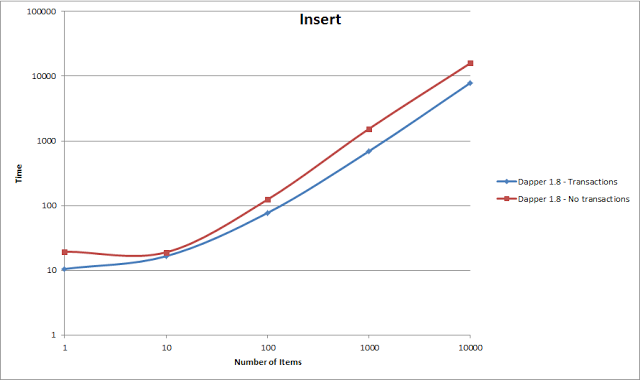 Insert
100000
10000
1000
100
10
1
Time
1
10
100
1000
10000
Number of Items
Dapper 1.8 - Transactions
Dapper 1.8 - No transactions